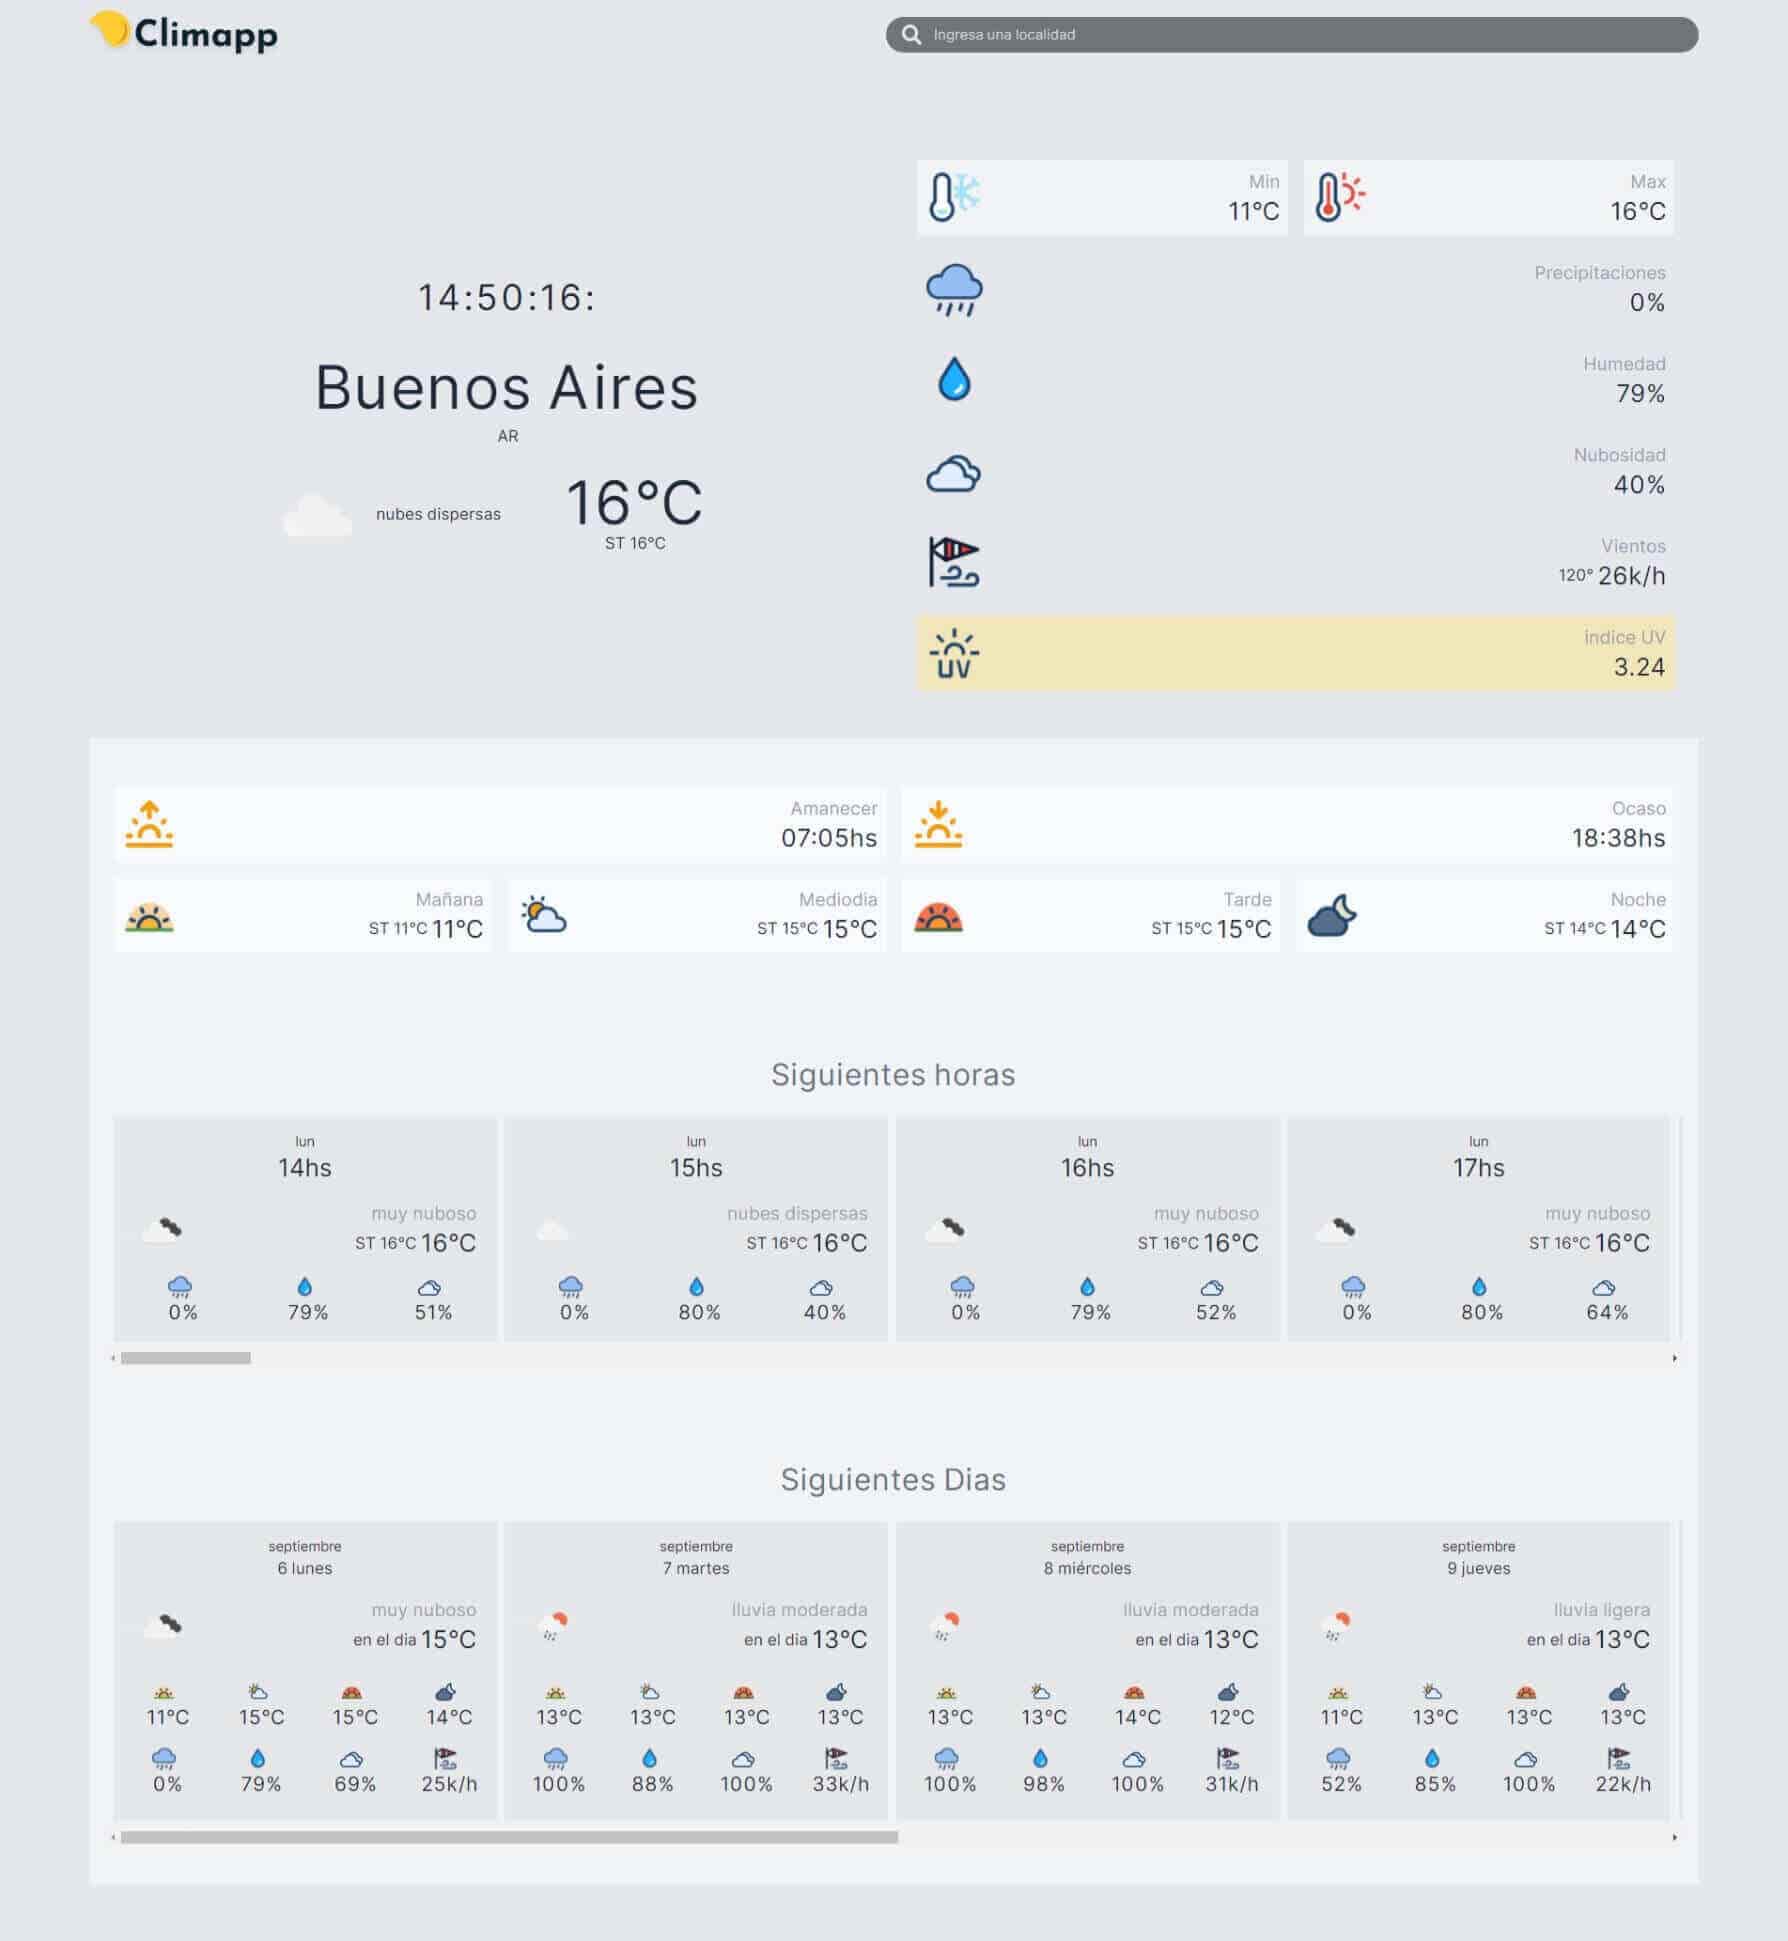 Climapp
Ingresa una localidad
14:50:16:
Buenos Aires
AR
nubes dispersas
16°C
ST 16°C
Min
11°C
Max
16°C
Precipitaciones
0%
Humedad
79%
Nubosidad
40%
Vientos
120° 26k/h
UV
indice UV
3.24
Amanecer
07:05hs
Ocaso
18:38hs
Mañana
ST 11°C 11°C
Mediodia
ST 15°C 15°C
Tarde
ST 15°C 15°C
Noche
ST 14°C 14°C
Siguientes horas
lun
14hs
muy nuboso
ST 16°C 16°C
0% 79% 51%
lun
15hs
nubes dispersas
ST 16°C 16°C
0% 80% 40%
lun
16hs
muy nuboso
ST 16°C 16°C
0% 79% 52%
lun
17hs
muy nuboso
ST 16°C 16°C
0% 80% 64%
Siguientes Dias
septiembre
6 lunes
muy nuboso
en el dia 15°C
11°C 15°C 15°C 14°C
0% 79% 69% 25k/h
septiembre
7 martes
lluvia moderada
en el dia 13°C
13°C 13°C 13°C 13°C
100% 88% 100% 33k/h
septiembre
8 miércoles
lluvia moderada
en el dia 13°C
13°C 13°C 14°C 12°C
100% 98% 100% 31k/h
septiembre
9 jueves
lluvia ligera
en el dia 13°C
11°C 13°C 13°C 13°C
52% 85% 100% 22k/h